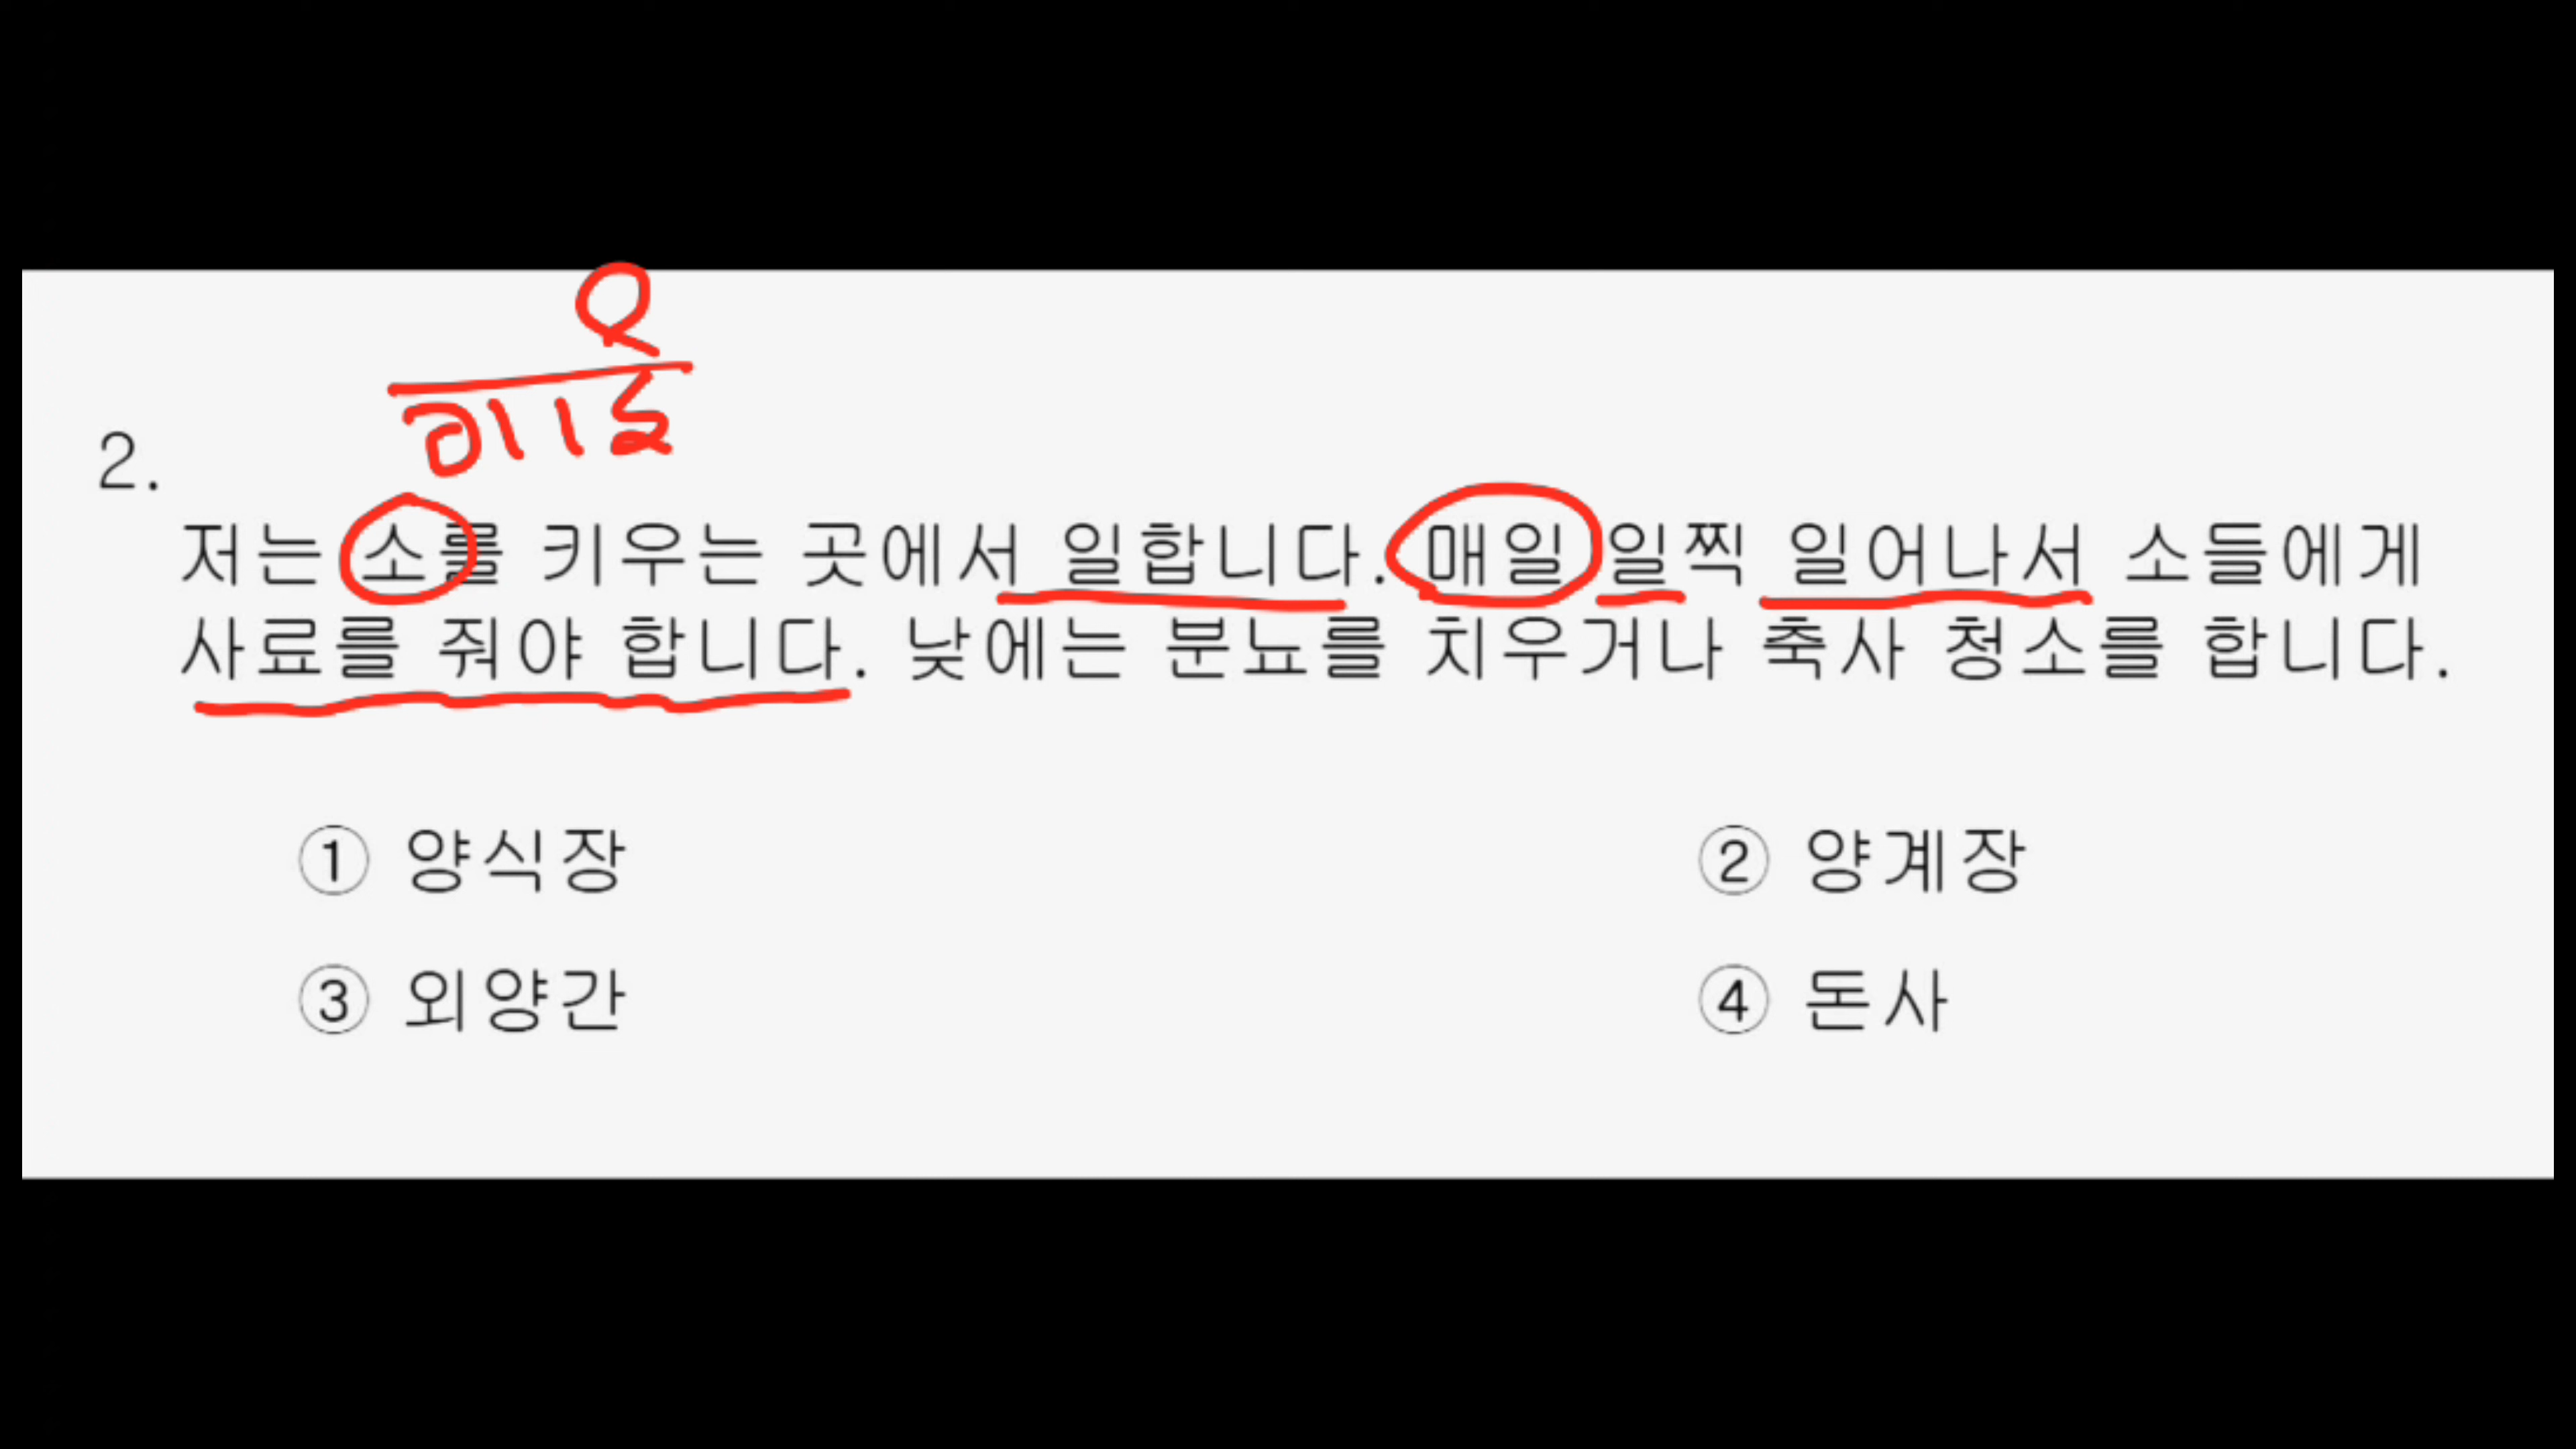 गाई
2.
저는 소를 키우는 곳에서 일합니다. 매일 일찍 일어나서 소들에게
사료를 줘야 합니다. 낮에는 분뇨를 치우거나 축사 청소를 합니다.
① 양식장 ② 양계장
③ 외양간 ④ 돈사